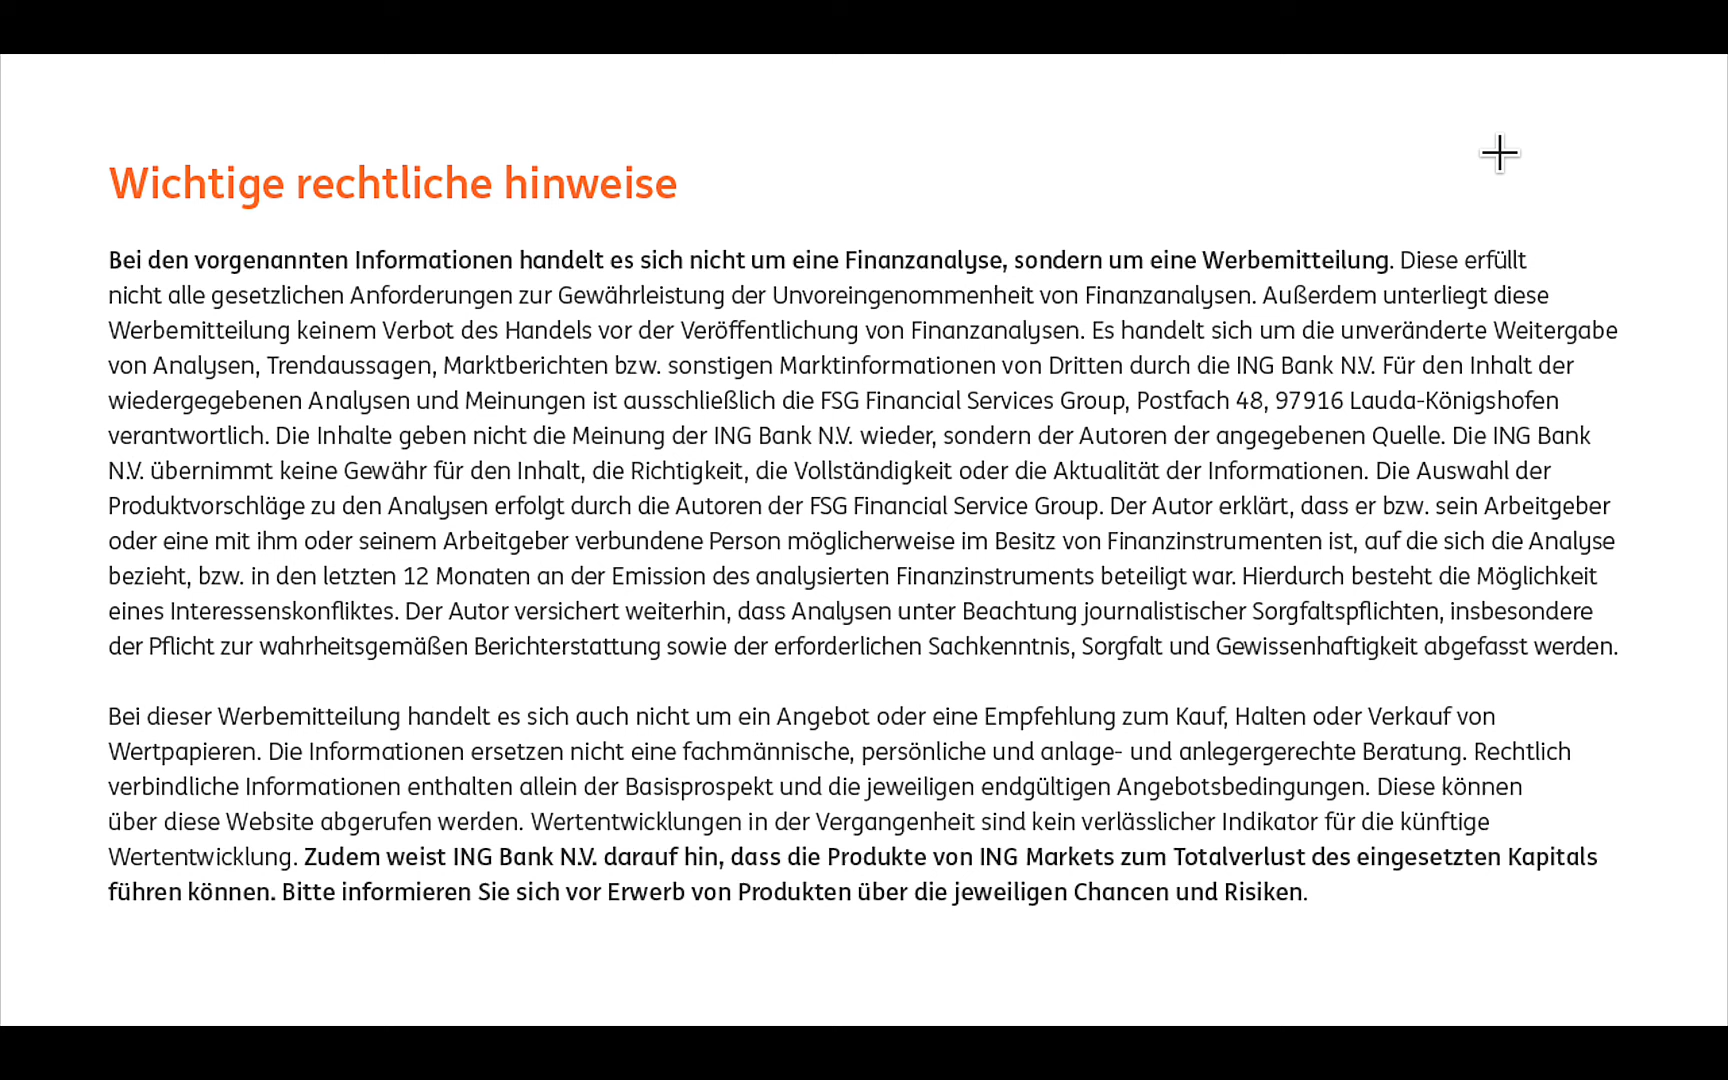 Wichtige rechtliche hinweise
Bei den vorgenannten Informationen handelt es sich nicht um eine Finanzanalyse, sondern um eine Werbemitteilung. Diese erfüllt
nicht alle gesetzlichen Anforderungen zur Gewährleistung der Unvoreingenommenheit von Finanzanalysen. Außerdem unterliegt diese
Werbemitteilung keinem Verbot des Handels vor der Veröffentlichung von Finanzanalysen. Es handelt sich um die unveränderte Weitergabe
von Analysen, Trendaussagen, Marktberichten bzw. sonstigen Marktinformationen von Dritten durch die ING Bank N.V. Für den Inhalt der
wiedergegebenen Analysen und Meinungen ist ausschließlich die FSG Financial Services Group, Postfach 48, 97916 Lauda-Königshofen
verantwortlich. Die Inhalte geben nicht die Meinung der ING Bank N.V. wieder, sondern der Autoren der angegebenen Quelle. Die ING Bank
N.V. übernimmt keine Gewähr für den Inhalt, die Richtigkeit, die Vollständigkeit oder die Aktualität der Informationen. Die Auswahl der
Produktvorschläge zu den Analysen erfolgt durch die Autoren der FSG Financial Service Group. Der Autor erklärt, dass er bzw. sein Arbeitgeber
oder eine mit ihm oder seinem Arbeitgeber verbundene Person möglicherweise im Besitz von Finanzinstrumenten ist, auf die sich die Analyse
bezieht, bzw. in den letzten 12 Monaten an der Emission des analysierten Finanzinstruments beteiligt war. Hierdurch besteht die Möglichkeit
eines Interessenskonfliktes. Der Autor versichert weiterhin, dass Analysen unter Beachtung journalistischer Sorgfaltspflichten, insbesondere
der Pflicht zur wahrheitsgemäßen Berichterstattung sowie der erforderlichen Sachkenntnis, Sorgfalt und Gewissenhaftigkeit abgefasst werden.
Bei dieser Werbemitteilung handelt es sich auch nicht um ein Angebot oder eine Empfehlung zum Kauf, Halten oder Verkauf von
Wertpapieren. Die Informationen ersetzen nicht eine fachmännische, persönliche und anlage- und anlegergerechte Beratung. Rechtlich
verbindliche Informationen enthalten allein der Basisprospekt und die jeweiligen endgültigen Angebotsbedingungen. Diese können
über diese Website abgerufen werden. Wertentwicklungen in der Vergangenheit sind kein verlässlicher Indikator für die künftige
Wertentwicklung. Zudem weist ING Bank N.V. darauf hin, dass die Produkte von ING Markets zum Totalverlust des eingesetzten Kapitals
führen können. Bitte informieren Sie sich vor Erwerb von Produkten über die jeweiligen Chancen und Risiken.